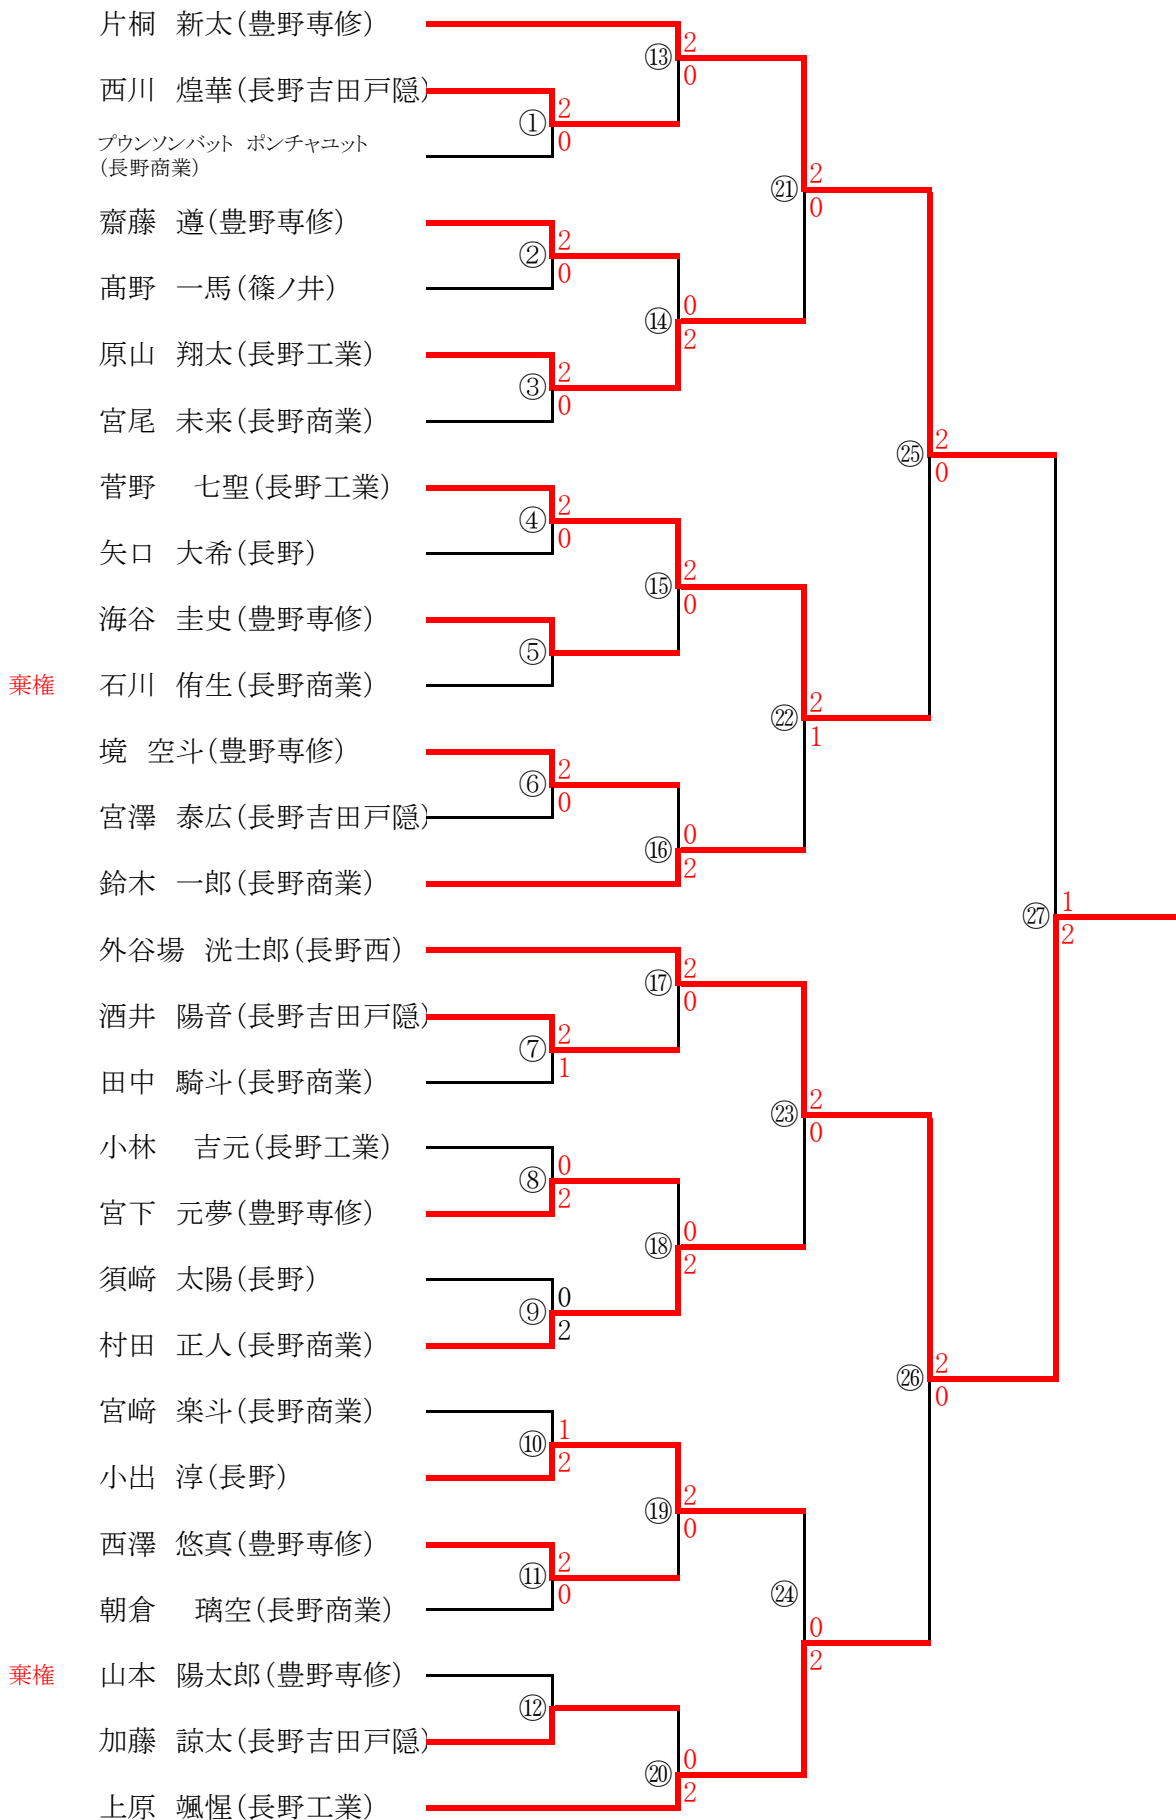 片桐 新太(豊野専修)
2
⑬
0
西川 煌華(長野吉田戸隠)
2
①
0
プウンソンバット ポンチャユット
(長野商業)
2
㉑
0
齋藤 遵(豊野専修)
2
②
0
髙野 一馬(篠ノ井)
0
⑭
2
原山 翔太(長野工業)
2
③
0
宮尾 未来(長野商業)
2
㉕
0
菅野 七聖(長野工業)
2
④
0
矢口 大希(長野)
2
⑮
0
海谷 圭史(豊野専修)
⑤
棄権 石川 侑生(長野商業)
2
㉒
1
境 空斗(豊野専修)
2
⑥
0
宮澤 泰広(長野吉田戸隠)
0
⑯
2
鈴木 一郎(長野商業)
1
㉗
2
外谷場 洸士郎(長野西)
2
⑰
0
酒井 陽音(長野吉田戸隠)
2
⑦
1
田中 騎斗(長野商業)
2
㉓
0
小林 吉元(長野工業)
0
⑧
2
宮下 元夢(豊野専修)
0
⑱
2
須﨑 太陽(長野)
0
⑨
2
村田 正人(長野商業)
2
㉖
0
宮﨑 楽斗(長野商業)
1
⑩
2
小出 淳(長野)
2
⑲
0
西澤 悠真(豊野専修)
2
⑪
0
朝倉 璃空(長野商業)
㉔
0
2
棄権 山本 陽太郎(豊野専修)
⑫
加藤 諒太(長野吉田戸隠)
0
⑳
2
上原 颯惺(長野工業)